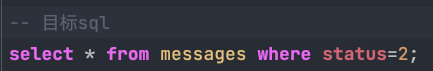 -- 目标sql
select * from messages where status=2;